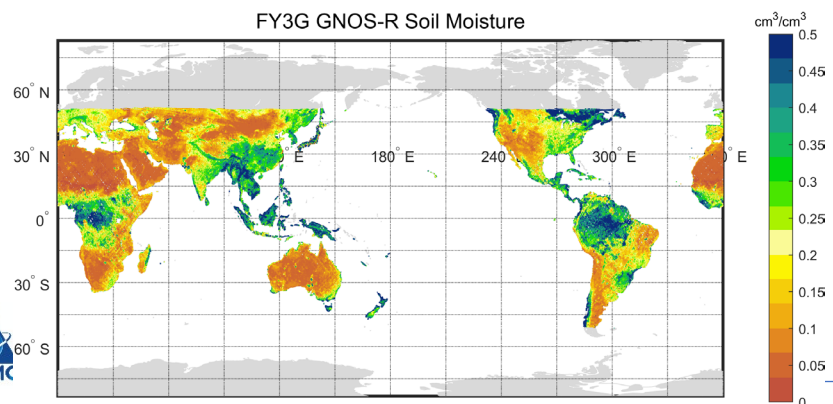 FY3G GNOS-R Soil Moisture
cm³/cm³
0.5
0.45
0.4
0.35
0.3
0.25
0.2
0.15
0.1
0.05
0
60° N
30° N
0°
30° S
60° S
° E
180° E
240°
300° E
° E